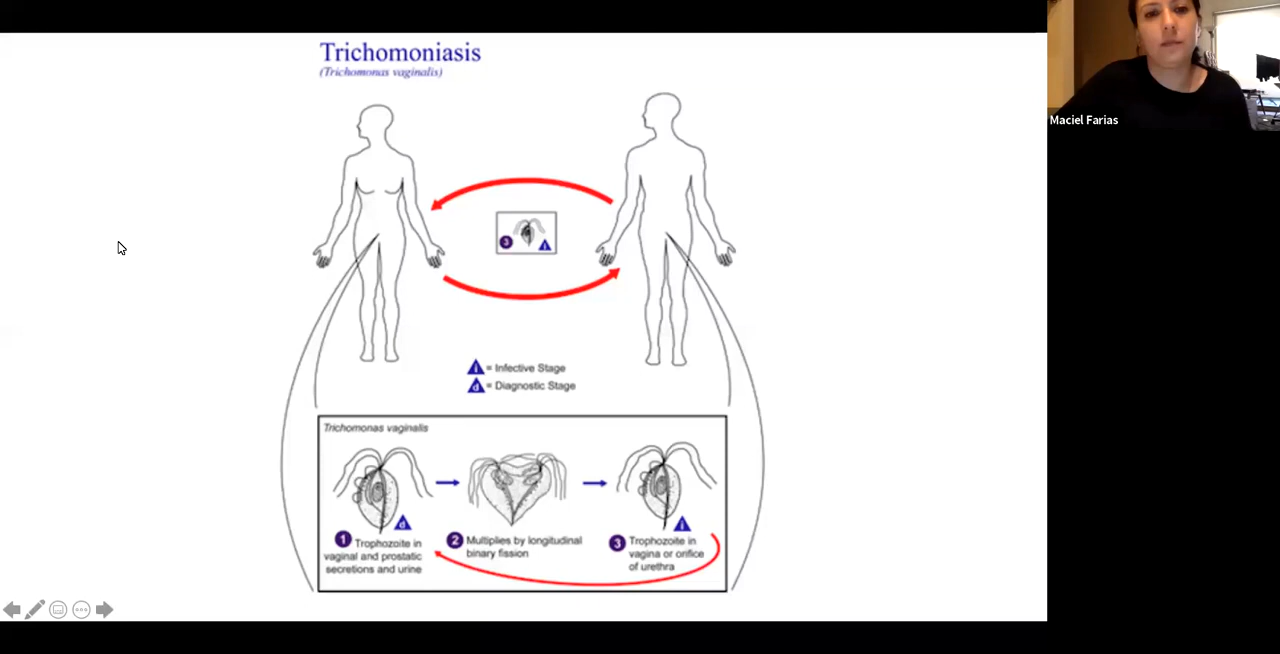 Trichomoniasis
(Trichomonas vaginalis)
Maciel Farias
3
i
i = Infective Stage
d = Diagnostic Stage
Trichomonas vaginalis
d
i
1 Trophozoite in
vaginal and prostatic
secretions and urine
2 Multiplies by longitudinal
binary fission
3 Trophozoite in
vagina or orifice
of urethra